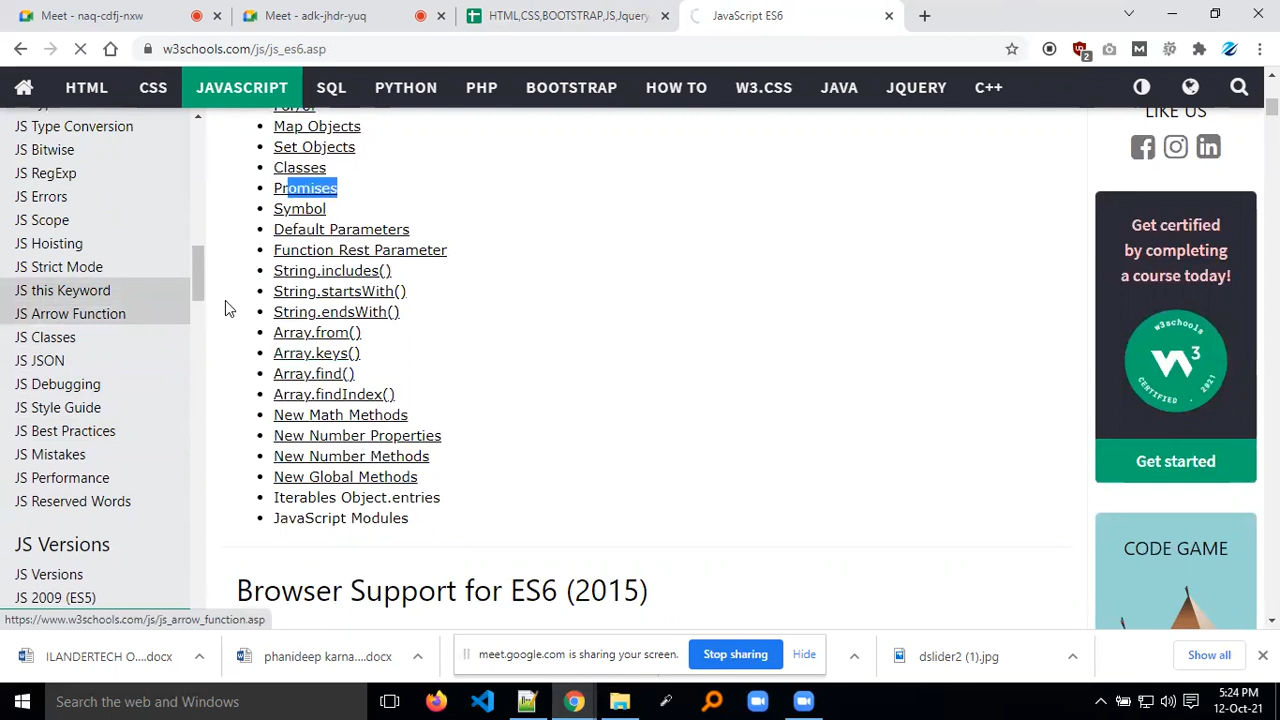 Meet - naq-cdfj-nxw
Meet - adk-jhdr-yuq
HTML,CSS,BOOTSTRAP,JS,Jquery,
JavaScript ES6
w3schools.com/js/js_es6.asp
2
HTML
CSS
JAVASCRIPT
SQL
PYTHON
PHP
BOOTSTRAP
HOW TO
W3.CSS
JAVA
JQUERY
C++
JS Type Conversion
JS Bitwise
JS RegExp
JS Errors
JS Scope
JS Hoisting
JS Strict Mode
JS this Keyword
JS Arrow Function
JS Classes
JS JSON
JS Debugging
JS Style Guide
JS Best Practices
JS Mistakes
JS Performance
JS Reserved Words
JS Versions
JS Versions
JS 2009 (ES5)
https://www.w3schools.com/js/js_arrow_function.asp
For/of
• Map Objects
• Set Objects
• Classes
• Promises
• Symbol
• Default Parameters
• Function Rest Parameter
• String.includes()
• String.startsWith()
• String.endsWith()
• Array.from()
• Array.keys()
• Array.find()
• Array.findIndex()
• New Math Methods
• New Number Properties
• New Number Methods
• New Global Methods
• Iterables Object.entries
• JavaScript Modules
Browser Support for ES6 (2015)
LIKE US
Get certified
by completing
a course today!
w3schools
W3
CERTIFIED . 2021
Get started
CODE GAME
ILANDERTECH O....docx
phanideep karna....docx
meet.google.com is sharing your screen.
Stop sharing
Hide
dslider2 (1).jpg
Show all
Search the web and Windows
5:24 PM
12-Oct-21